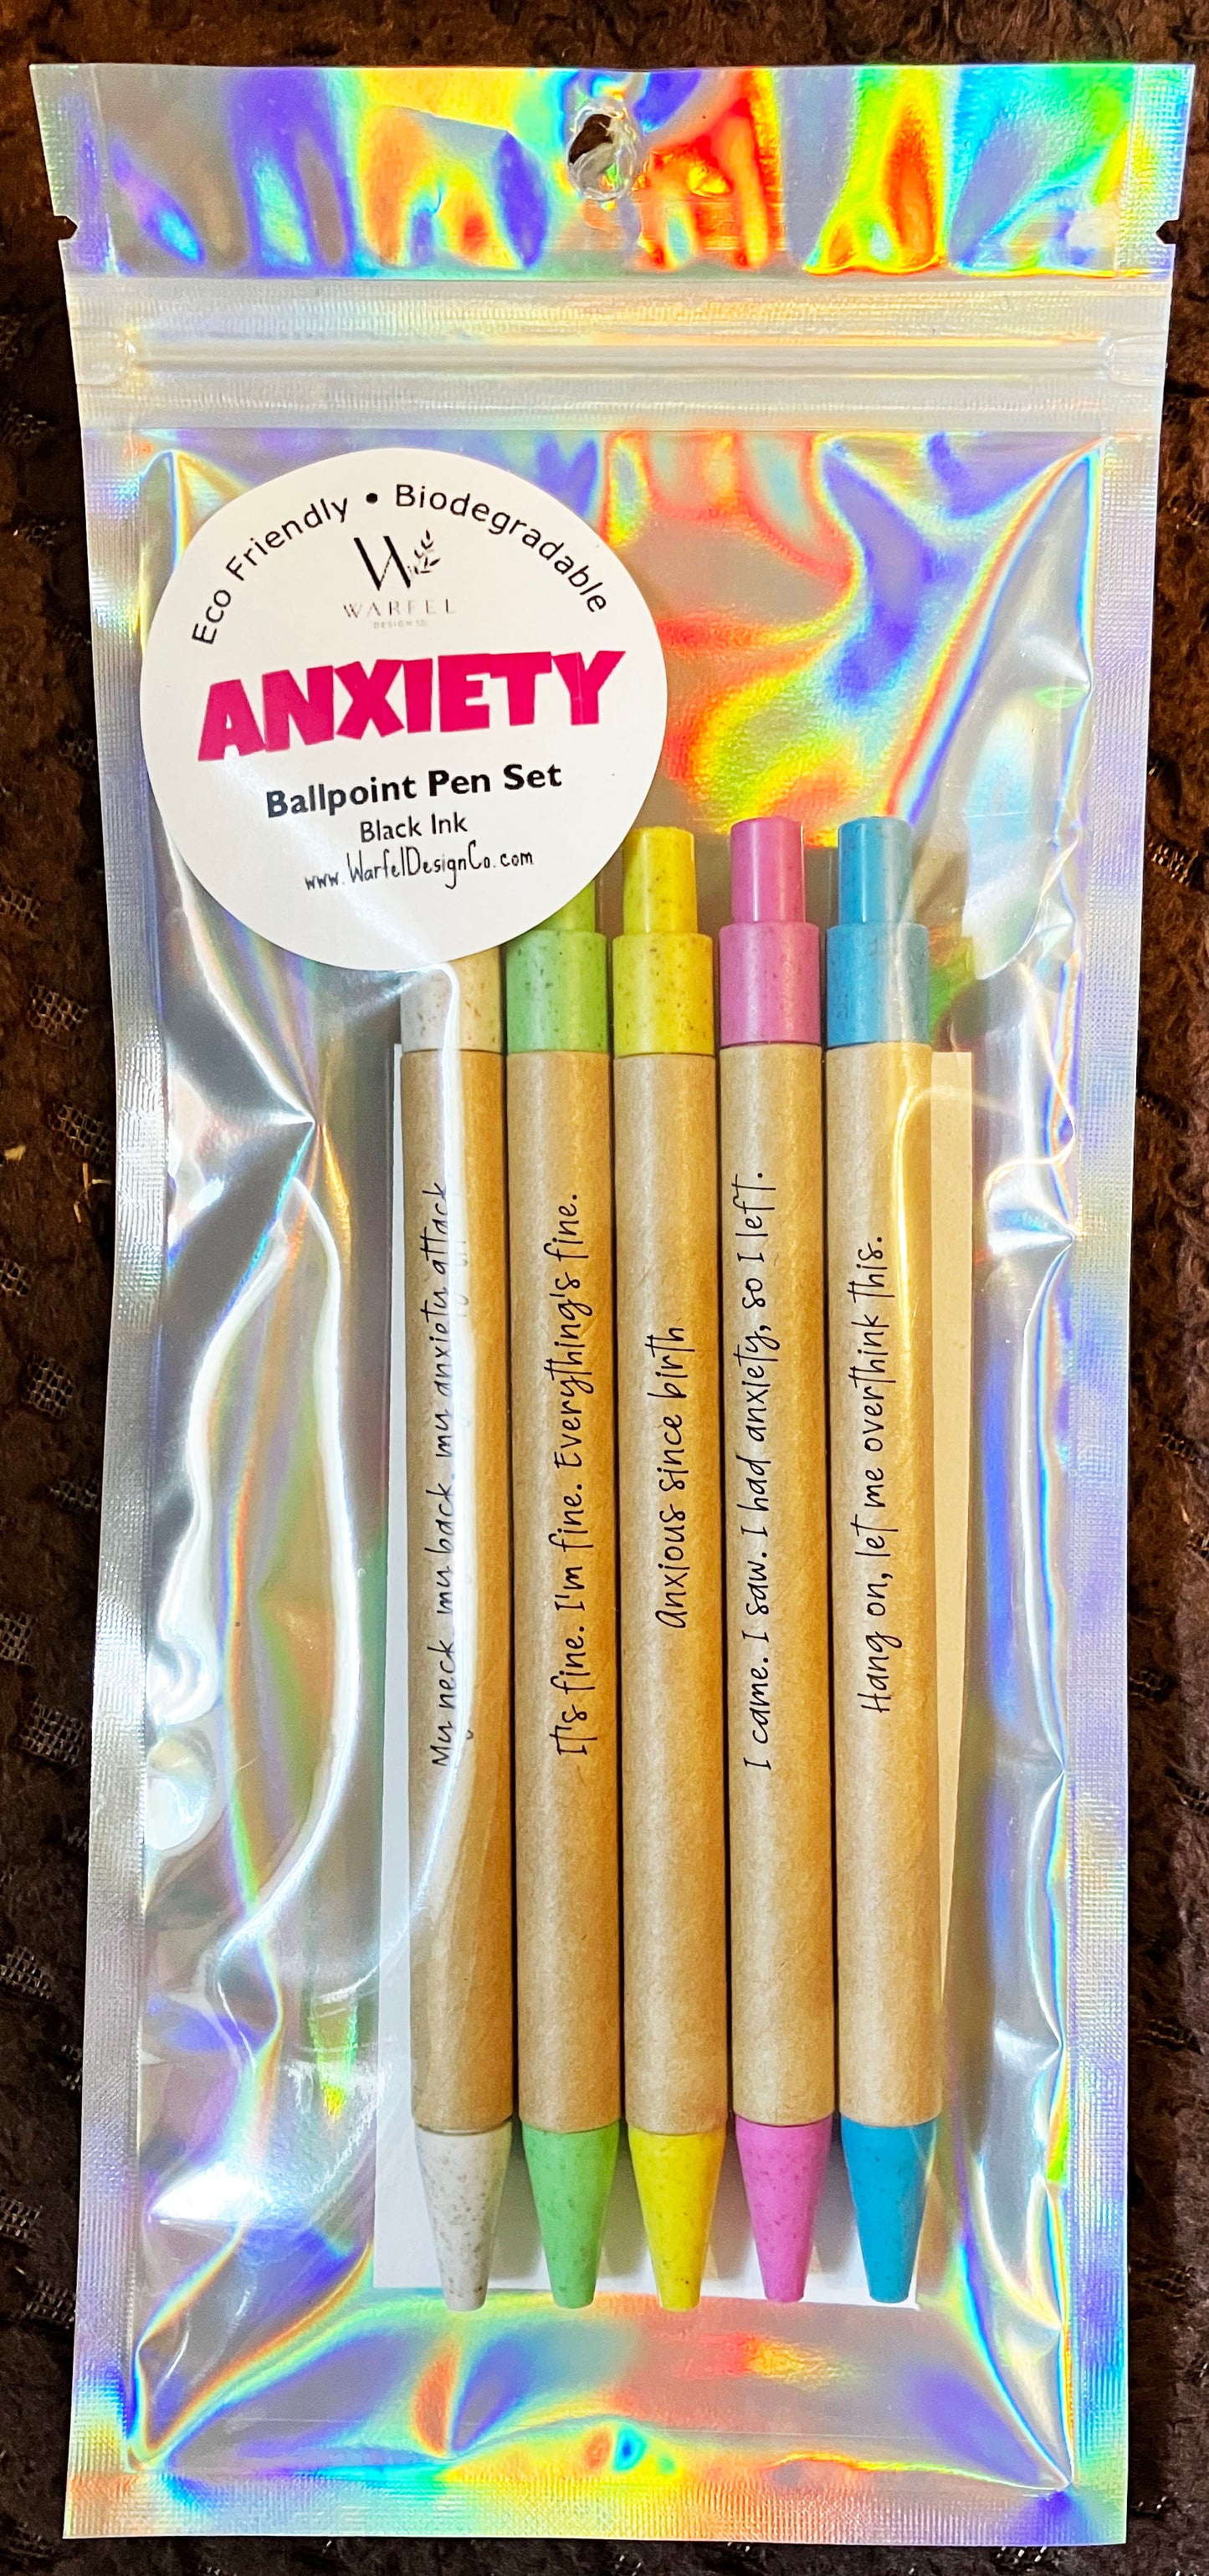 Eco Friendly • Biodegradable
W
WARFEL
DESIGN CO.
ANXIETY
Ballpoint Pen Set
Black Ink
www.WarfelDesignCo.com
My neck, my back, my anxiety attack
It's fine. I'm fine. Everything's fine.
Anxious since birth
I came. I saw. I had anxiety, so I left.
Hang on, let me overthink this.